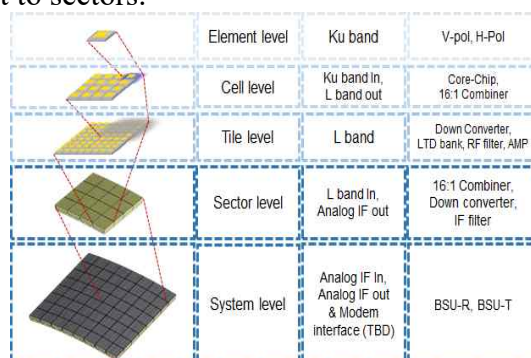 t to sectors.
Element level
Ku band
V-pol, H-Pol
Cell level
Ku band In,
L band out
Core-Chip,
16:1 Combiner
Tile level
L band
Down Converter,
LTD bank, RF filter, AMP
Sector level
L band In,
Analog IF out
16:1 Combiner,
Down converter,
IF filter
System level
Analog IF In,
Analog IF out
& Modem
interface (TBD)
BSU-R, BSU-T